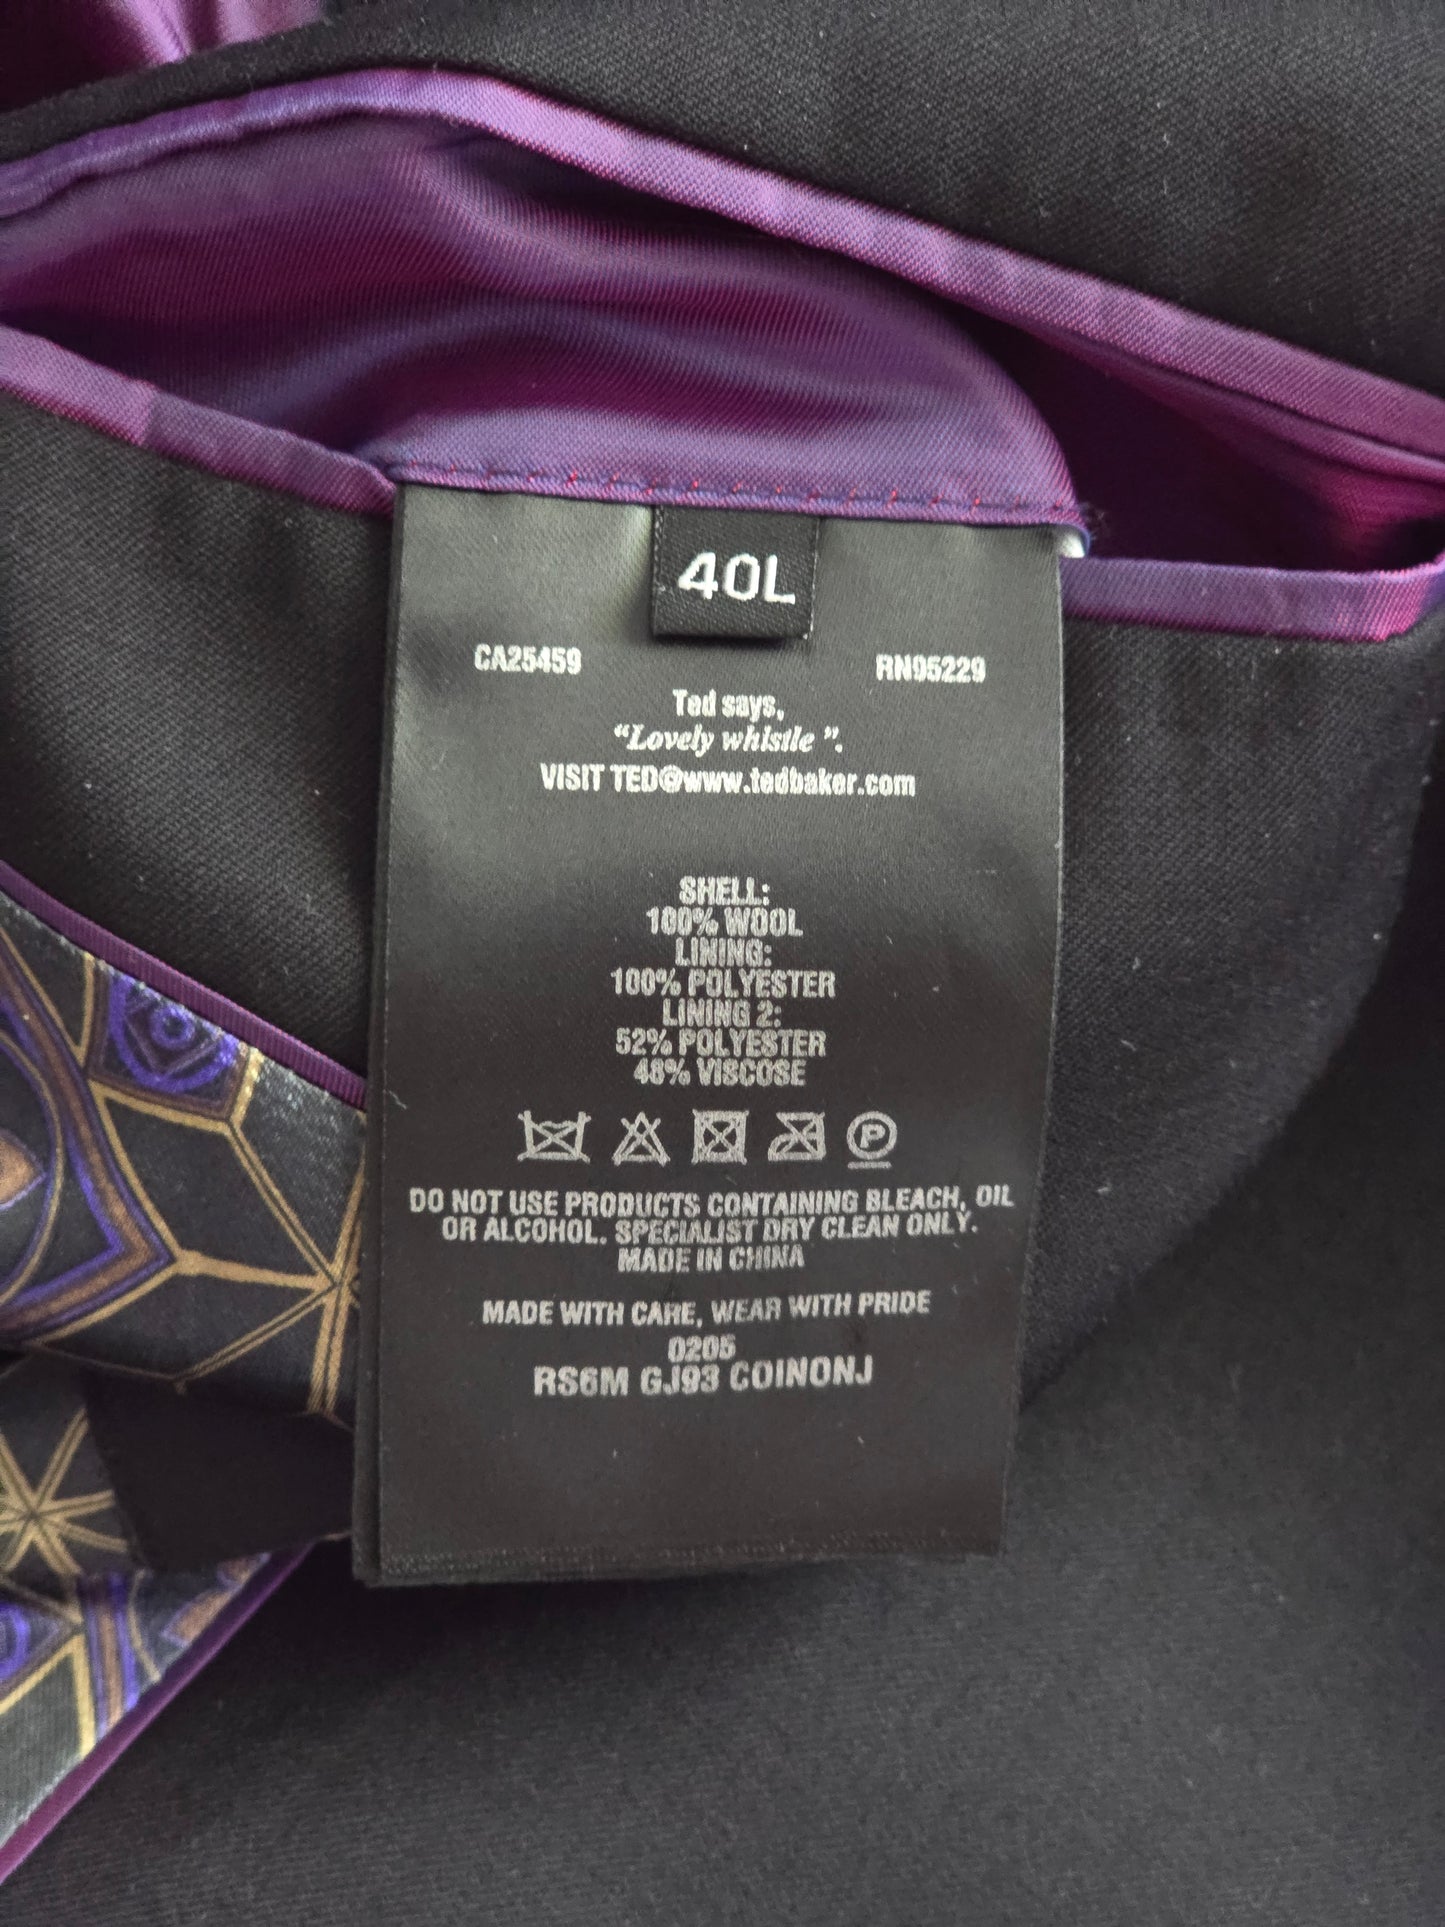 40L
CA25459 RN95229
Ted says,
“Lovely whistle ”.
VISIT TED@www.tedbaker.com
SHELL:
100% WOOL
LINING:
100% POLYESTER
LINING 2:
52% POLYESTER
48% VISCOSE
P
DO NOT USE PRODUCTS CONTAINING BLEACH, OIL
OR ALCOHOL. SPECIALIST DRY CLEAN ONLY.
MADE IN CHINA
MADE WITH CARE, WEAR WITH PRIDE
0205
RS6M GJ93 COINONJ